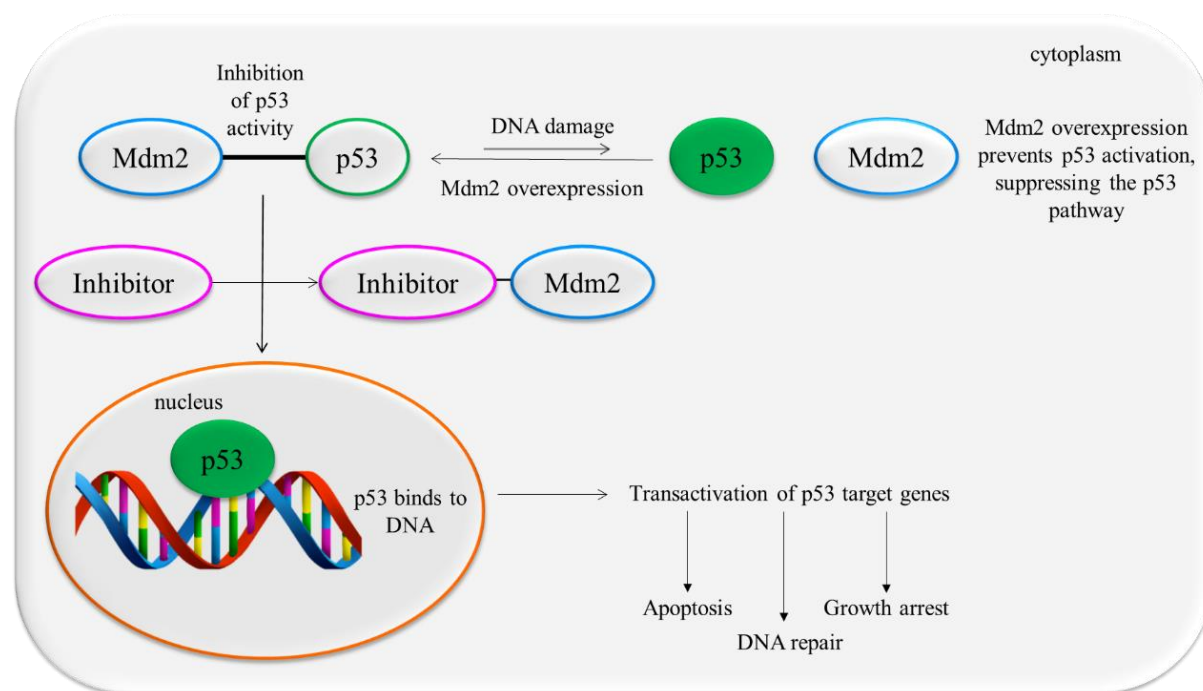 cytoplasm
Inhibition
of p53
activity
Mdm2
p53
DNA damage
Mdm2 overexpression
p53
Mdm2
Mdm2 overexpression
prevents p53 activation,
suppressing the p53
pathway
Inhibitor
Inhibitor
Mdm2
nucleus
p53
p53 binds to
DNA
Transactivation of p53 target genes
Apoptosis
DNA repair
Growth arrest